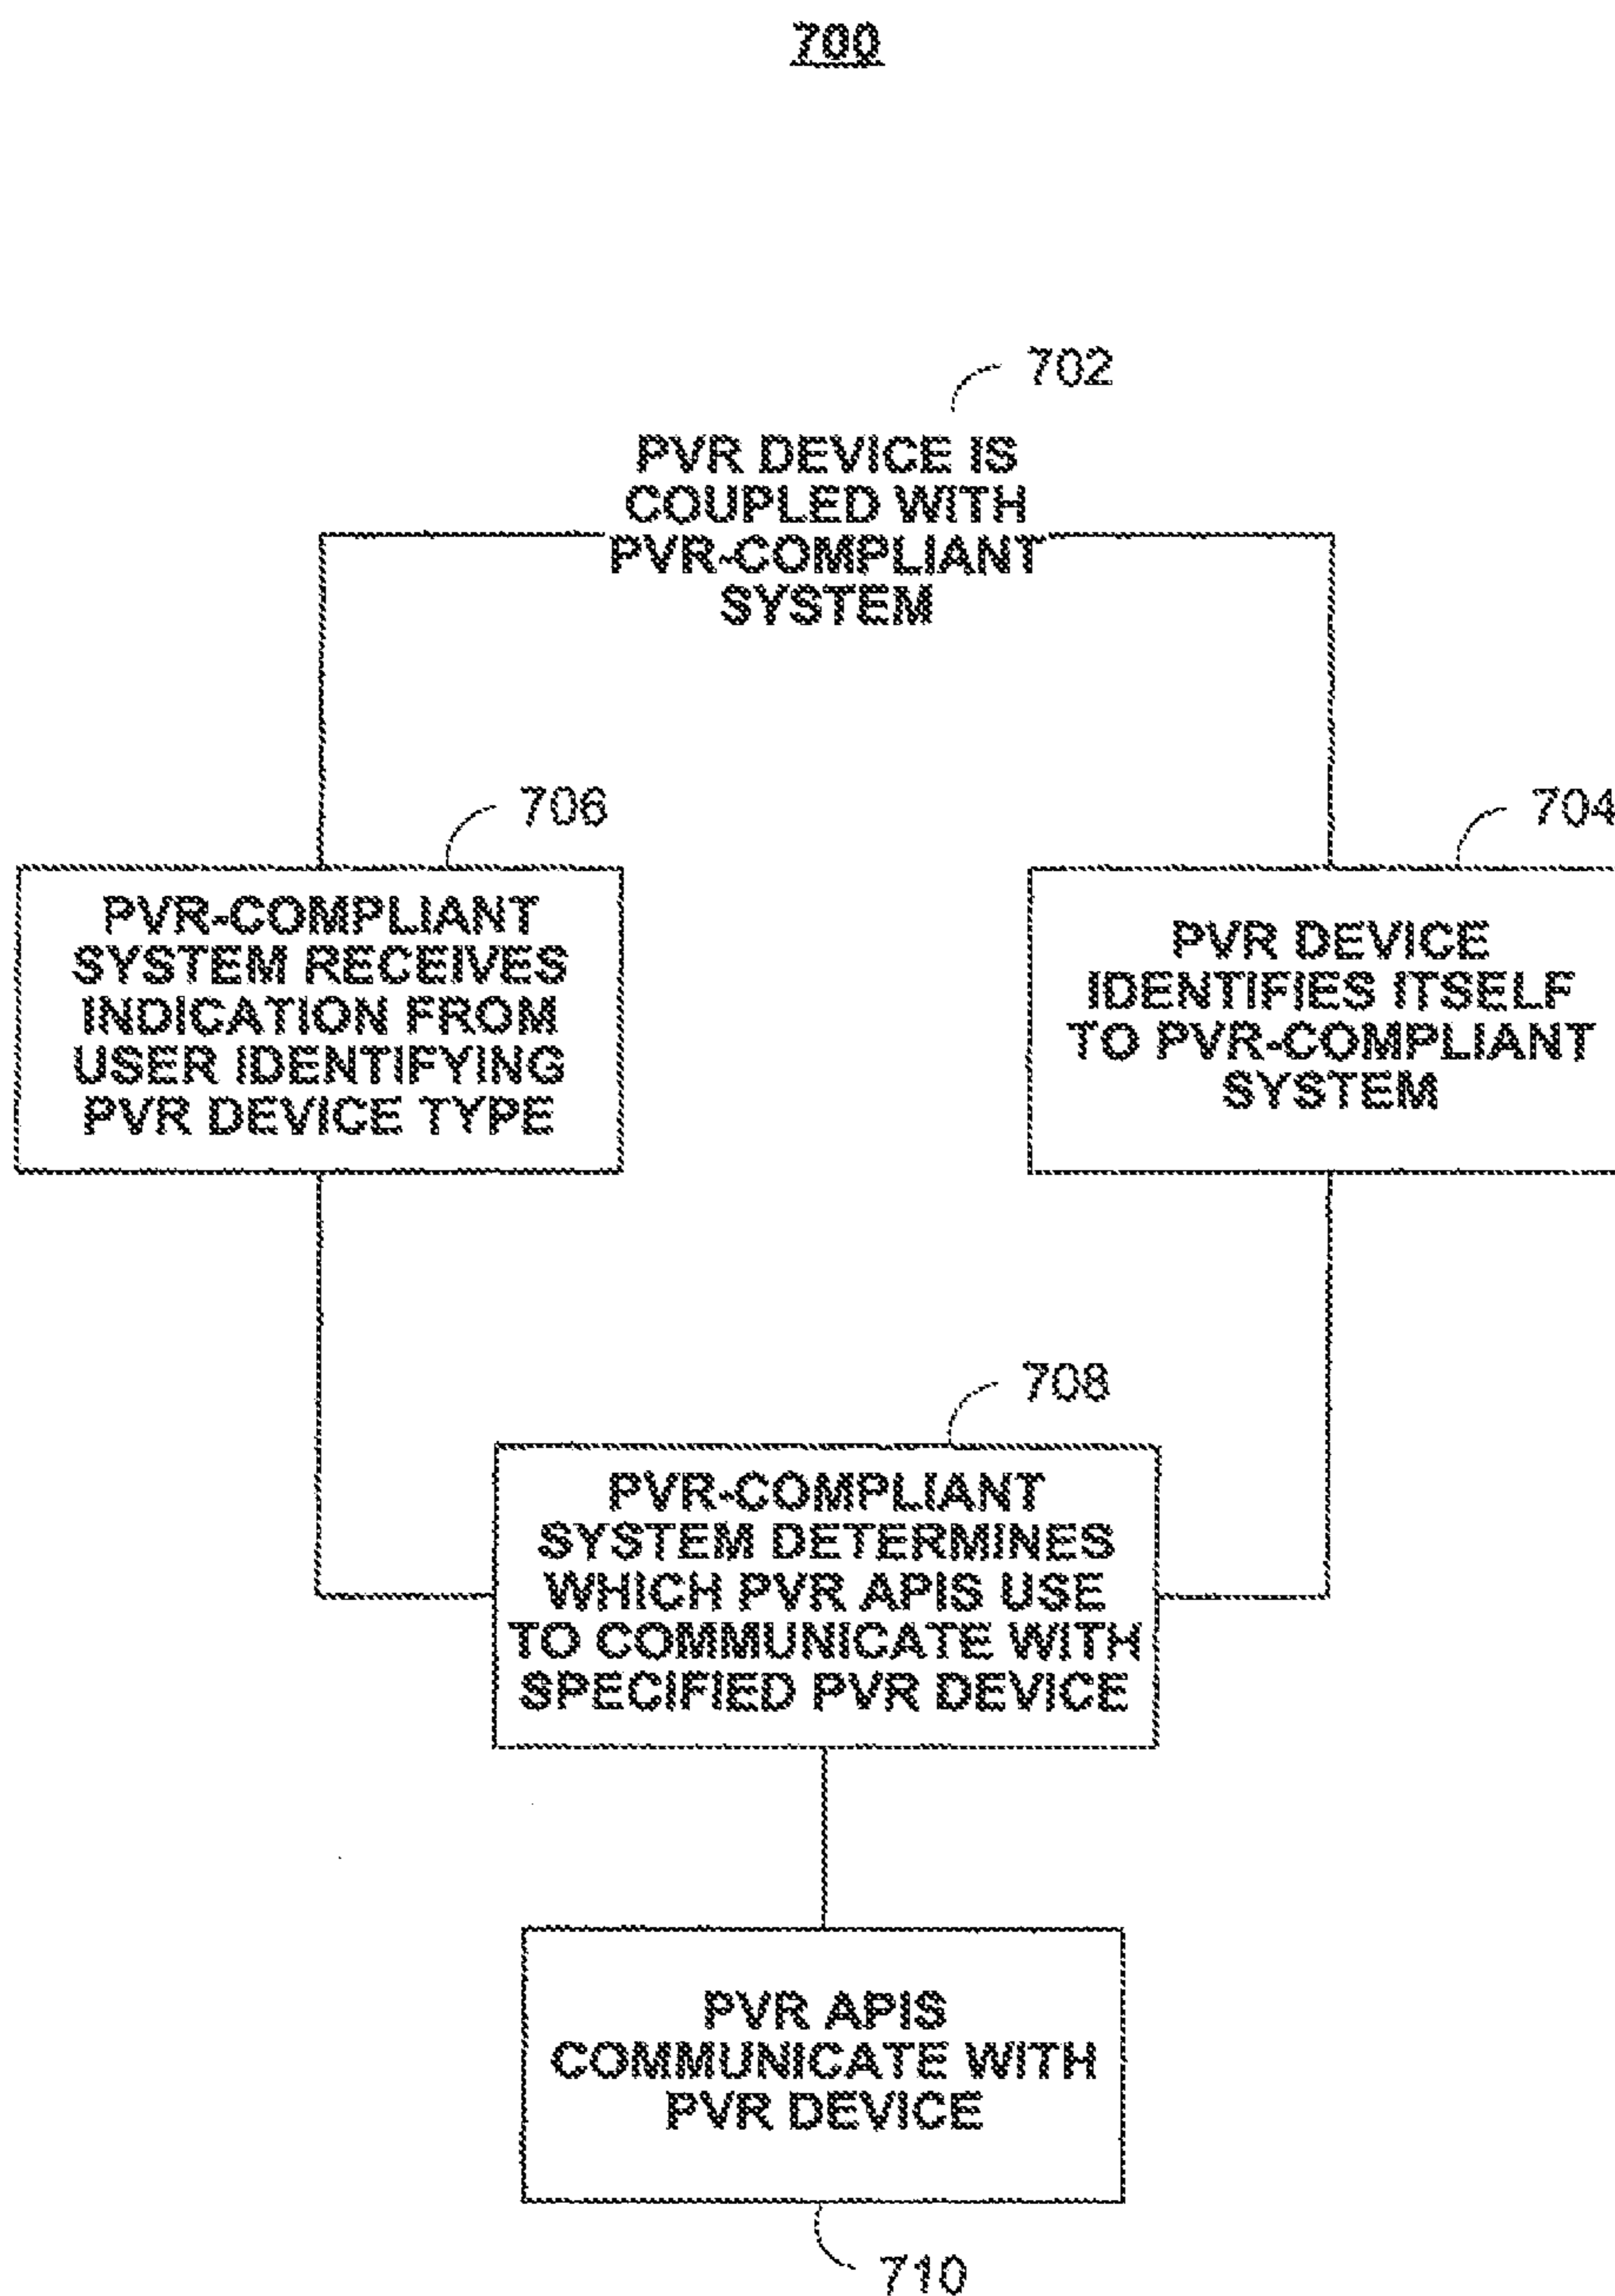 700
702
PVR DEVICE IS
COUPLED WITH
PVR-COMPLIANT
SYSTEM
706
PVR-COMPLIANT
SYSTEM RECEIVES
INDICATION FROM
USER IDENTIFYING
PVR DEVICE TYPE
704
PVR DEVICE
IDENTIFIES ITSELF
TO PVR-COMPLIANT
SYSTEM
708
PVR-COMPLIANT
SYSTEM DETERMINES
WHICH PVR APIS USE
TO COMMUNICATE WITH
SPECIFIED PVR DEVICE
PVR APIS
COMMUNICATE WITH
PVR DEVICE
710